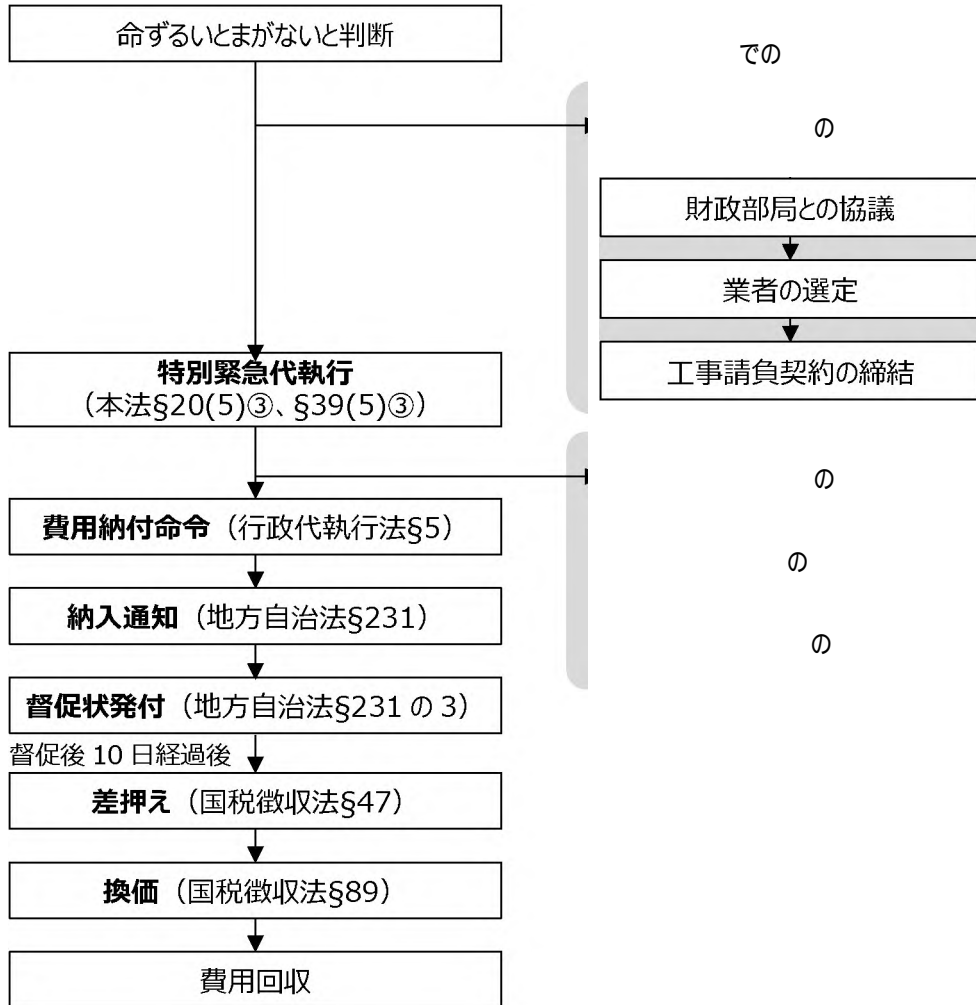 命ずるいとまがないと判断
での
の
財政部局との協議
業者の選定
工事請負契約の締結
特別緊急代執行
（本法§20(5)③、§39(5)③）
の
費用納付命令（行政代執行法§5）
の
納入通知（地方自治法§231）
の
督促状発付（地方自治法§231 の 3）
督促後 10 日経過後
差押え（国税徴収法§47）
換価（国税徴収法§89）
費用回収